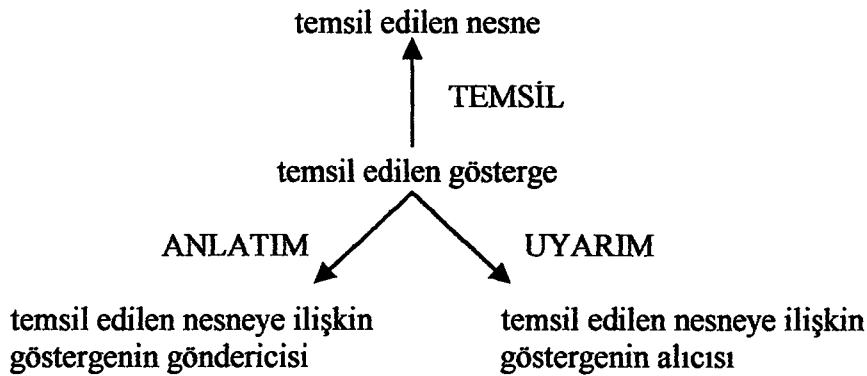 temsil edilen nesne
TEMSİL
temsil edilen gösterge
ANLATIM
UYARIM
temsil edilen nesneye ilişkin
göstergenin göndericisi
temsil edilen nesneye ilişkin
göstergenin alıcısı